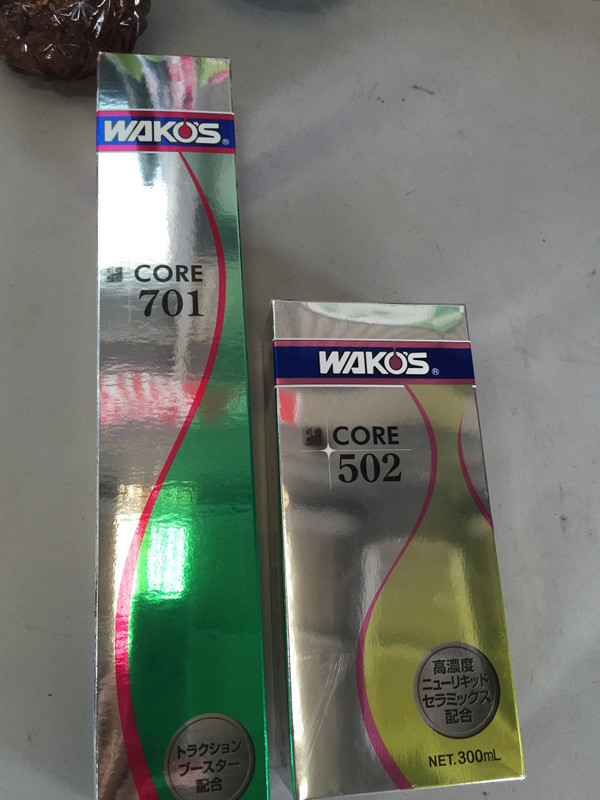 WAKO'S®
CORE
701
トラクション
ブースター
配合
WAKO'S®
CORE
502
高濃度
ニューリキッド
セラミックス
配合
NET.300mL